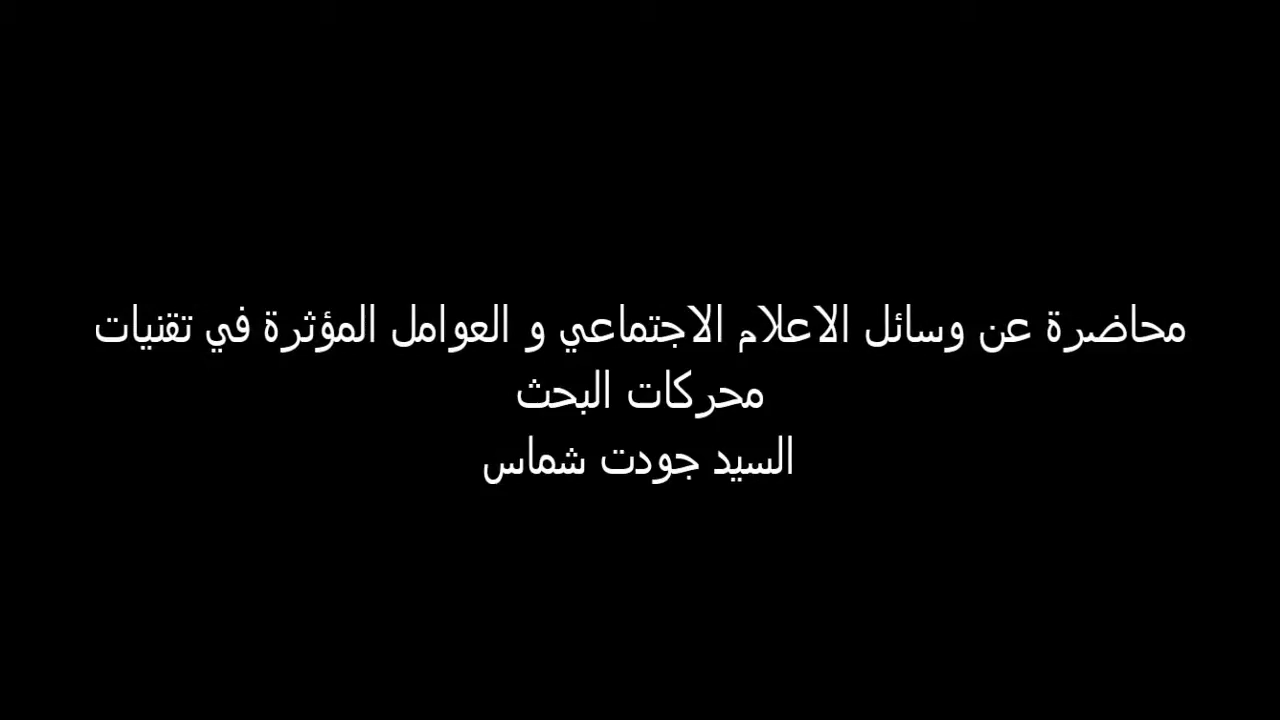 محاضرة عن وسائل الاعلام الاجتماعي و العوامل المؤثرة في تقنيات
محركات البحث
السيد جودت شماس